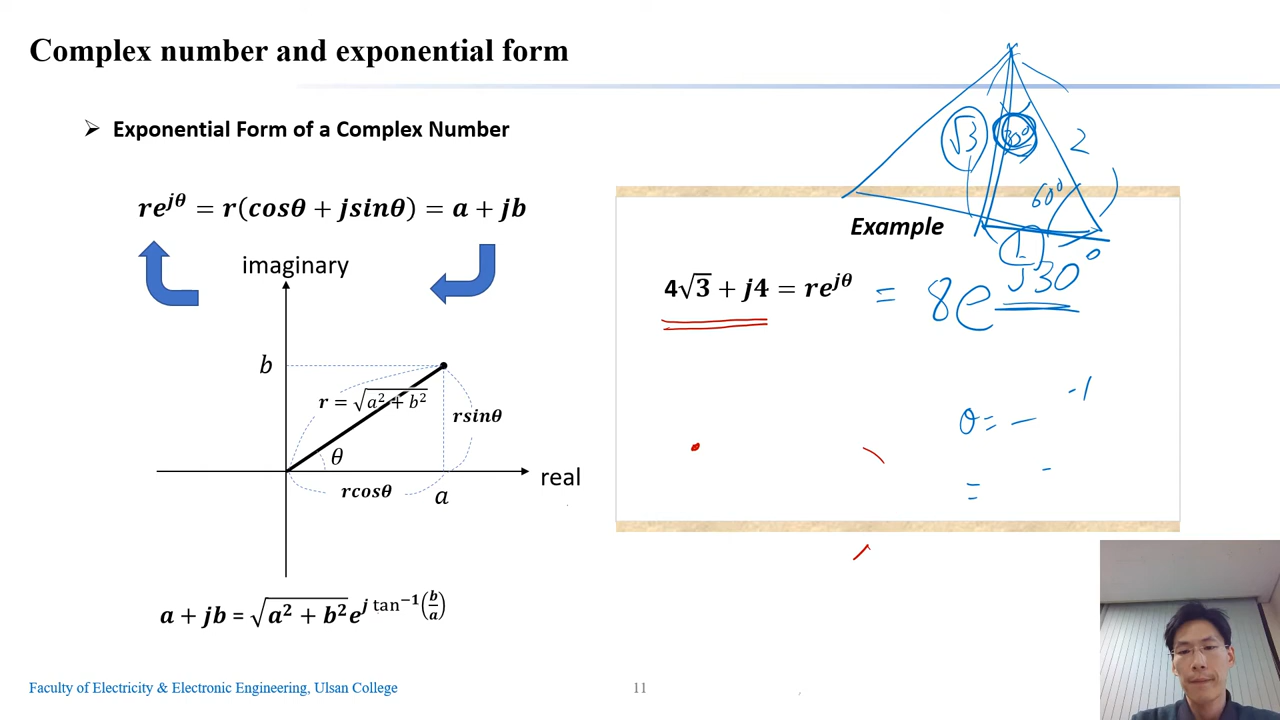 Complex number and exponential form
➢ Exponential Form of a Complex Number
re^{jθ} = r(cosθ + jsinθ) = a + jb
imaginary
b
r = √(a² + b²)
rsinθ
θ
real
rcosθ
a
a + jb = √(a² + b²) e^{j tan⁻¹(b/a)}
√3
30°
2
60°
1
Example
4√3 + j4 = re^{jθ} = 8e^{j30°}
θ = –  -1
=
Faculty of Electricity & Electronic Engineering, Ulsan College
11